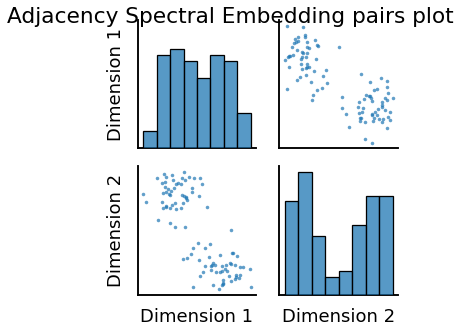 Adjacency Spectral Embedding pairs plot
Dimension 1
Dimension 2
Dimension 1
Dimension 2